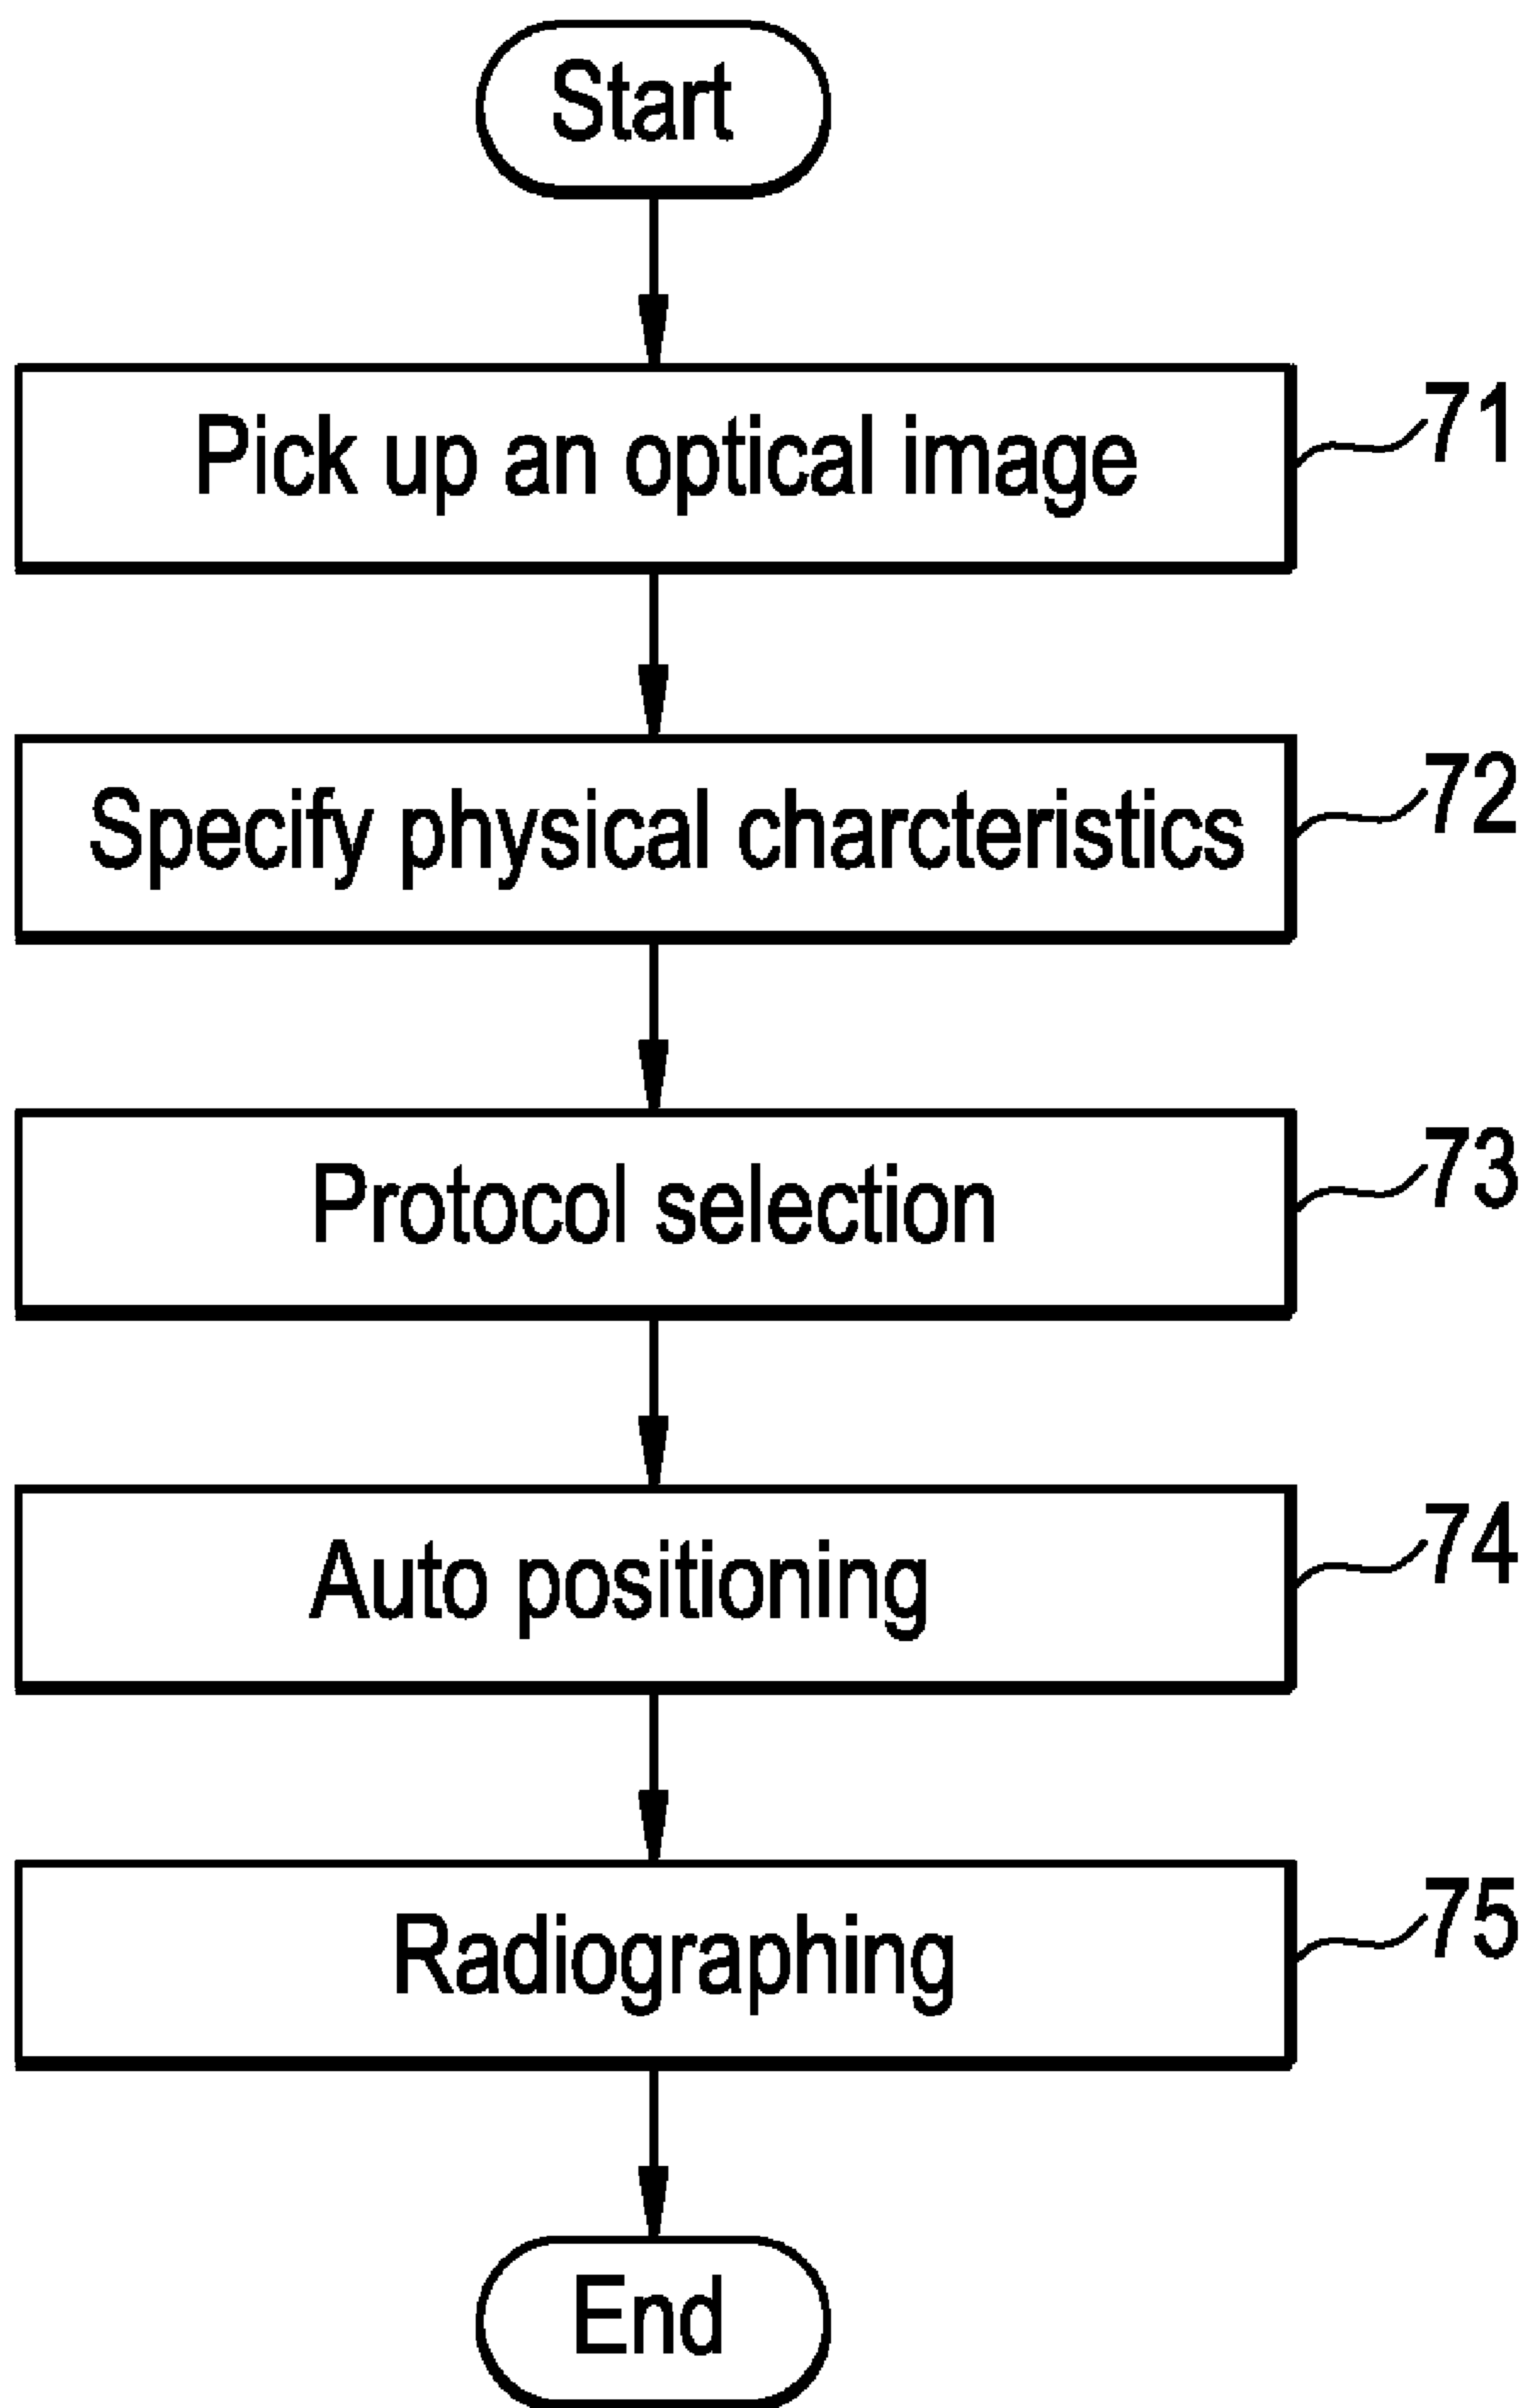 Start
Pick up an optical image
71
Specify physical charcteristics
72
Protocol selection
73
Auto positioning
74
Radiographing
75
End